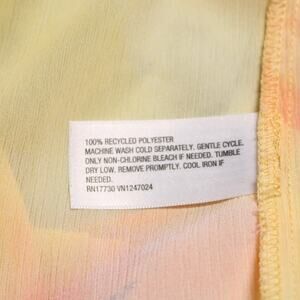 100% RECYCLED POLYESTER
MACHINE WASH COLD SEPARATELY. GENTLE CYCLE.
ONLY NON-CHLORINE BLEACH IF NEEDED. TUMBLE
DRY LOW. REMOVE PROMPTLY. COOL IRON IF
NEEDED.
RN17730 VN1247024